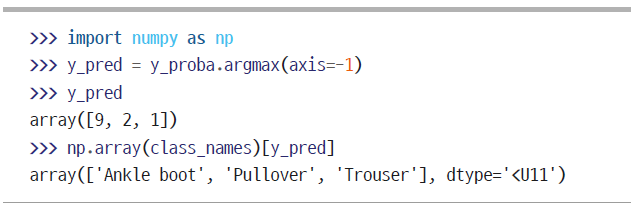 >>> import numpy as np
>>> y_pred = y_proba.argmax(axis=-1)
>>> y_pred
array([9, 2, 1])
>>> np.array(class_names)[y_pred]
array(['Ankle boot', 'Pullover', 'Trouser'], dtype='<U11')